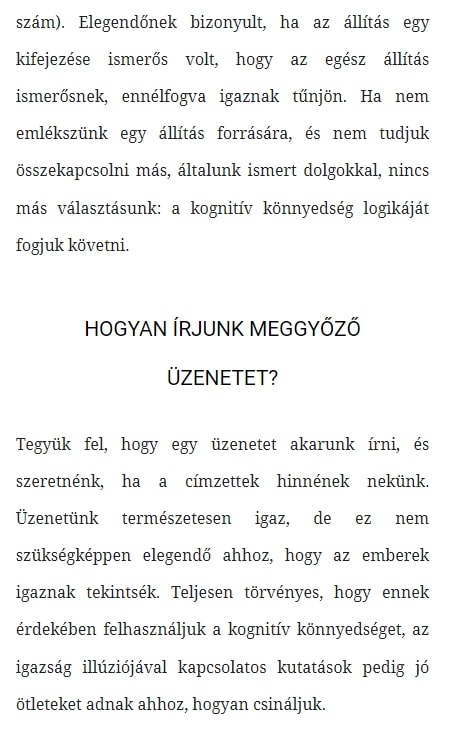 szám). Elegendőnek bizonyult, ha az állítás egy
kifejezése ismerős volt, hogy az egész állítás
ismerősnek, ennélfogva igaznak tűnjön. Ha nem
emlékszünk egy állítás forrására, és nem tudjuk
összekapcsolni más, általunk ismert dolgokkal, nincs
más választásunk: a kognitív könnyedség logikáját
fogjuk követni.
HOGYAN ÍRJUNK MEGGYŐZŐ
ÜZENETET?
Tegyük fel, hogy egy üzenetet akarunk írni, és
szeretnénk, ha a címzettek hinnének nekünk.
Üzenetünk természetesen igaz, de ez nem
szükségképpen elegendő ahhoz, hogy az emberek
igaznak tekintsék. Teljesen törvényes, hogy ennek
érdekében felhasználjuk a kognitív könnyedséget, az
igazság illúziójával kapcsolatos kutatások pedig jó
ötleteket adnak ahhoz, hogyan csináljuk.